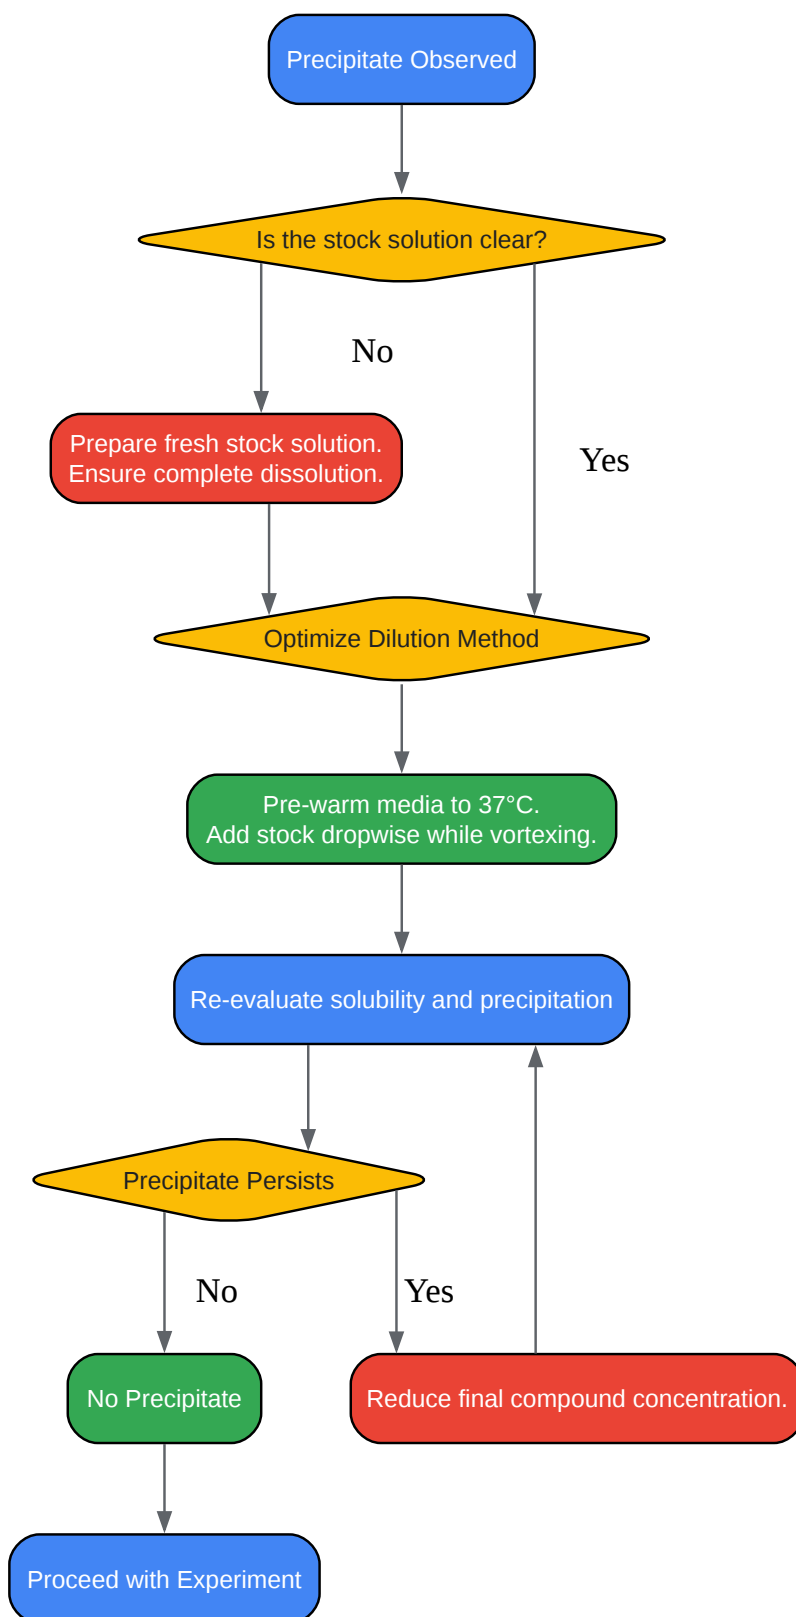 Precipitate Observed
Is the stock solution clear?
No
Prepare fresh stock solution.
Ensure complete dissolution.
Yes
Optimize Dilution Method
Pre-warm media to 37°C.
Add stock dropwise while vortexing.
Re-evaluate solubility and precipitation
Precipitate Persists
No
Yes
No Precipitate
Reduce final compound concentration.
Proceed with Experiment